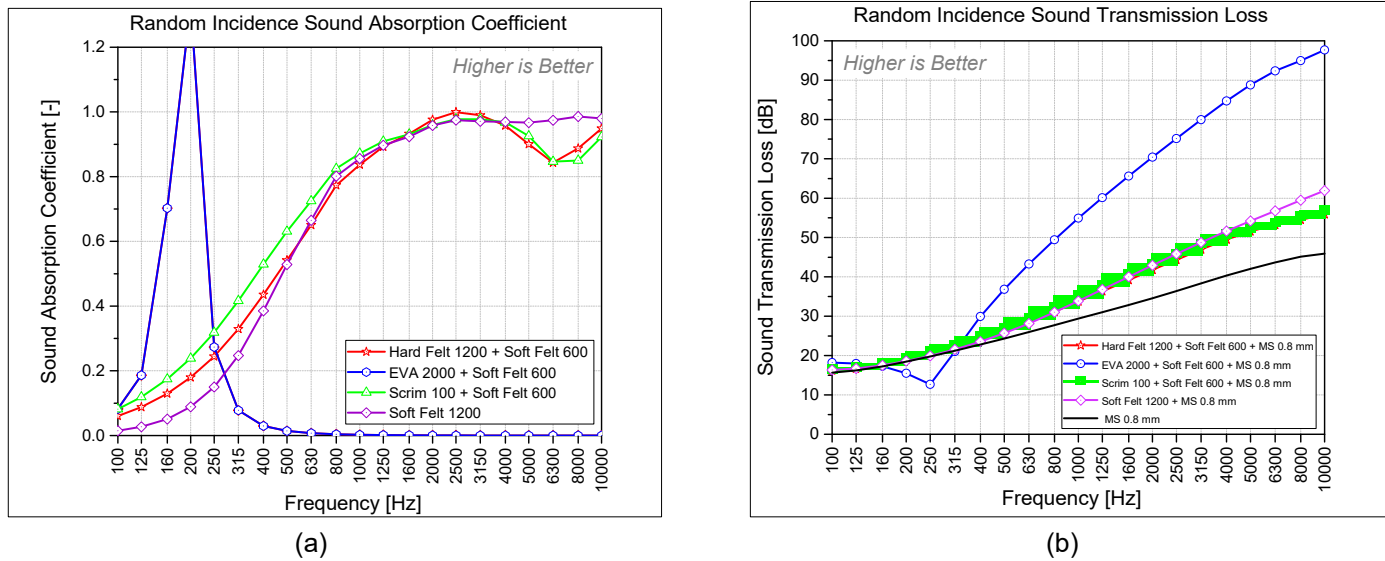 Random Incidence Sound Absorption Coefficient
Higher is Better
Sound Absorption Coefficient [-]
1.2
1.0
0.8
0.6
0.4
0.2
0.0
Hard Felt 1200 + Soft Felt 600
EVA 2000 + Soft Felt 600
Scrim 100 + Soft Felt 600
Soft Felt 1200
100 125 160 200 250 315 400 500 630 800 1000 1250 1600 2000 2500 3150 4000 5000 6300 8000 10000
Frequency [Hz]
(a)
Random Incidence Sound Transmission Loss
Higher is Better
Sound Transmission Loss [dB]
100
90
80
70
60
50
40
30
20
10
0
Hard Felt 1200 + Soft Felt 600 + MS 0.8 mm
EVA 2000 + Soft Felt 600 + MS 0.8 mm
Scrim 100 + Soft Felt 600 + MS 0.8 mm
Soft Felt 1200 + MS 0.8 mm
MS 0.8 mm
100 125 160 200 250 315 400 500 630 800 1000 1250 1600 2000 2500 3150 4000 5000 6300 8000 10000
Frequency [Hz]
(b)